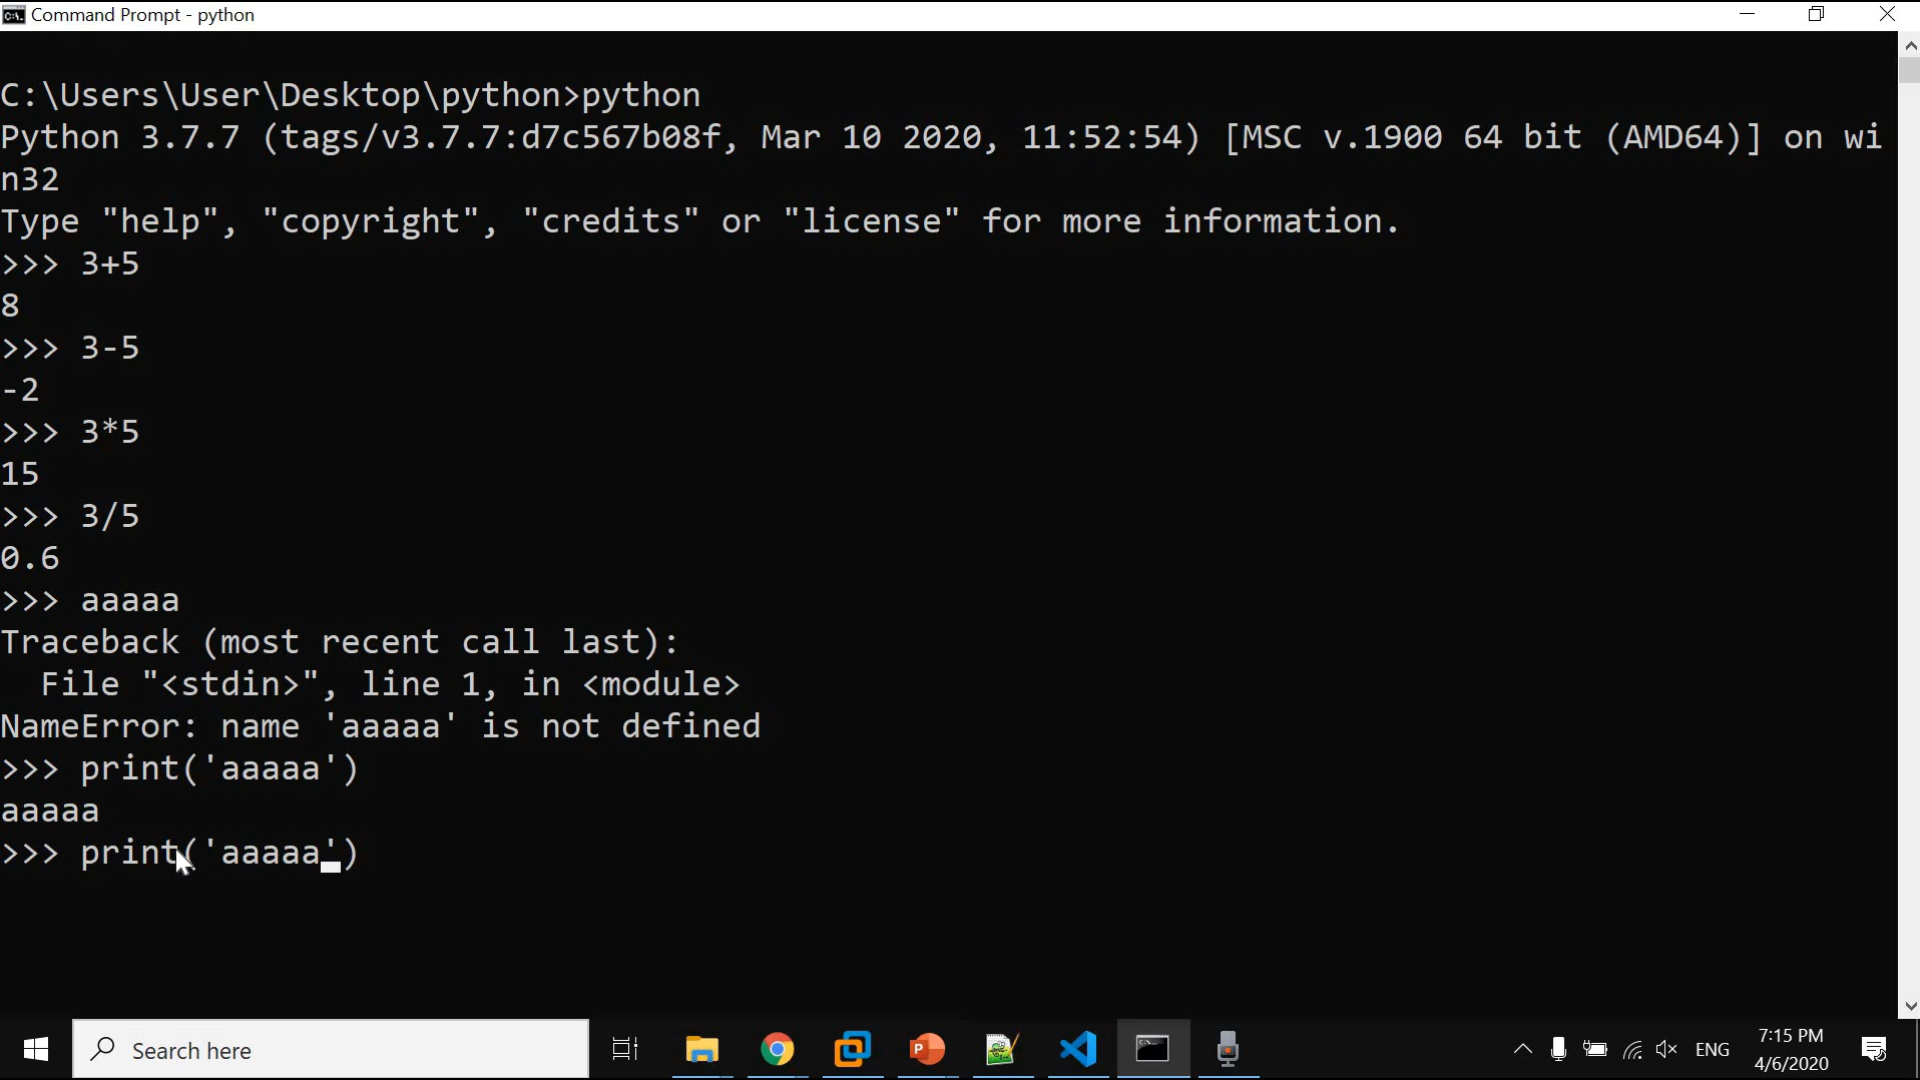 Command Prompt - python
C:\Users\User\Desktop\python>python
Python 3.7.7 (tags/v3.7.7:d7c567b08f, Mar 10 2020, 11:52:54) [MSC v.1900 64 bit (AMD64)] on wi
n32
Type "help", "copyright", "credits" or "license" for more information.
>>> 3+5
8
>>> 3-5
-2
>>> 3*5
15
>>> 3/5
0.6
>>> aaaaa
Traceback (most recent call last):
  File "<stdin>", line 1, in <module>
NameError: name 'aaaaa' is not defined
>>> print('aaaaa')
aaaaa
>>> print('aaaaa')
Search here
ENG
7:15 PM
4/6/2020